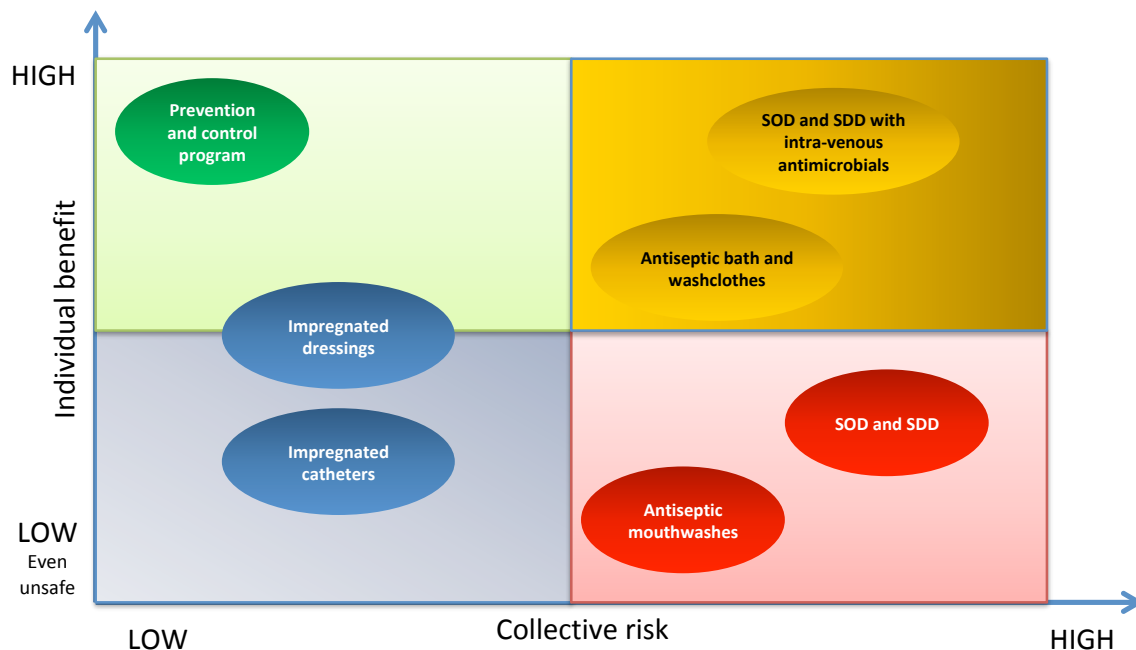 HIGH
Prevention
and control
program
SOD and SDD with
intra-venous
antimicrobials
Antiseptic bath and
washclothes
Individual benefit
Impregnated
dressings
Impregnated
catheters
SOD and SDD
Antiseptic
mouthwashes
LOW
Even
unsafe
LOW
Collective risk
HIGH